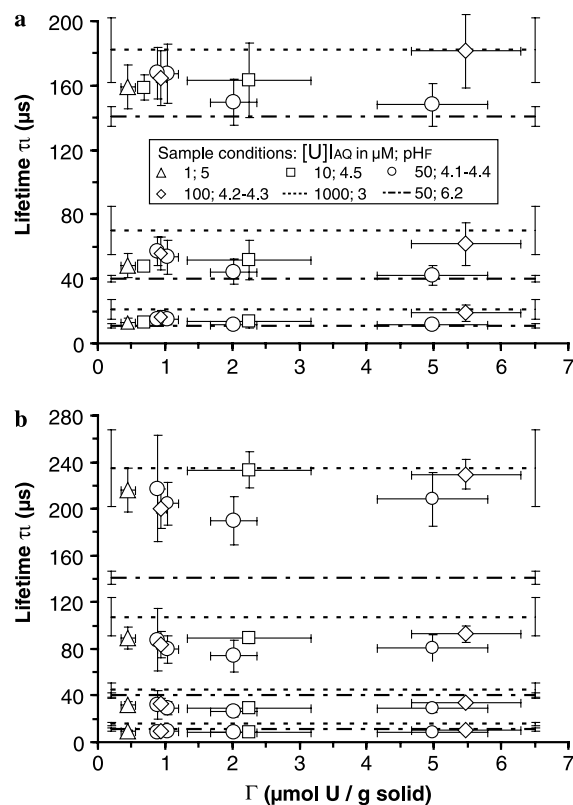 a
200
160
120
80
40
0
Lifetime τι (μs)
Sample conditions: [U]IAQ in μM; pHF
1; 5
10; 4.5
50; 4.1-4.4
100; 4.2-4.3
1000; 3
50; 6.2
0 1 2 3 4 5 6 7
b
280
240
200
160
120
80
40
0
Lifetime τι (μs)
0 1 2 3 4 5 6 7
Γ (μmol U / g solid)